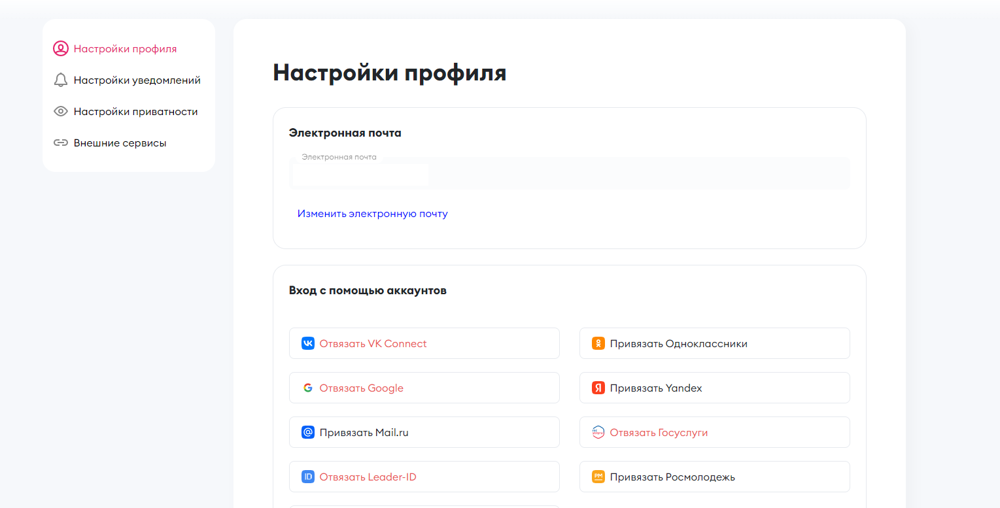 Настройки профиля
Настройки уведомлений
Настройки приватности
Внешние сервисы
Настройки профиля
Электронная почта
Электронная почта
Изменить электронную почту
Вход с помощью аккаунтов
Отвязать VK Connect
Привязать Одноклассники
Отвязать Google
Привязать Yandex
Привязать Mail.ru
Отвязать Госуслуги
ID Отвязать Leader-ID
РМ Привязать Росмолодежь